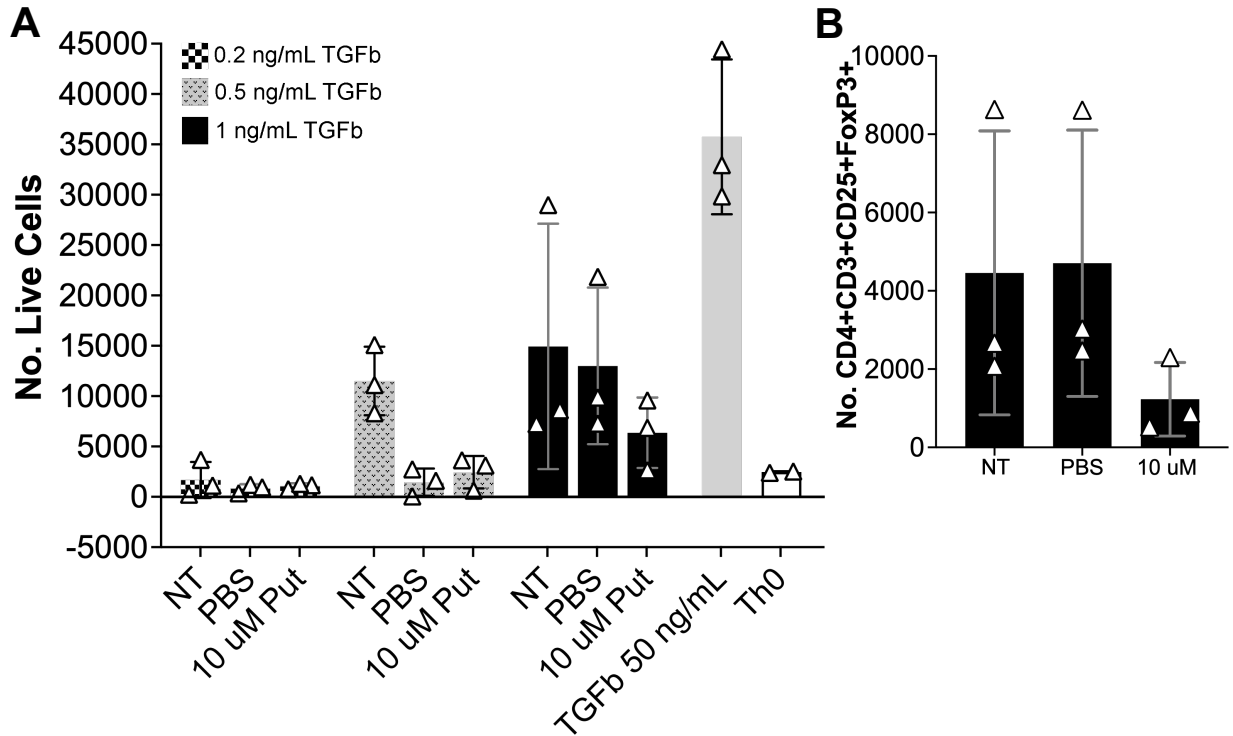 A
No. Live Cells
45000
40000
35000
30000
25000
20000
15000
10000
5000
0
-5000
0.2 ng/mL TGFb
0.5 ng/mL TGFb
1 ng/mL TGFb
NT
PBS
10 uM Put
NT
PBS
10 uM Put
NT
PBS
10 uM Put
TGFb 50 ng/mL
Th0
B
No. CD4+CD3+CD25+FoxP3+
10000
8000
6000
4000
2000
0
NT
PBS
10 uM